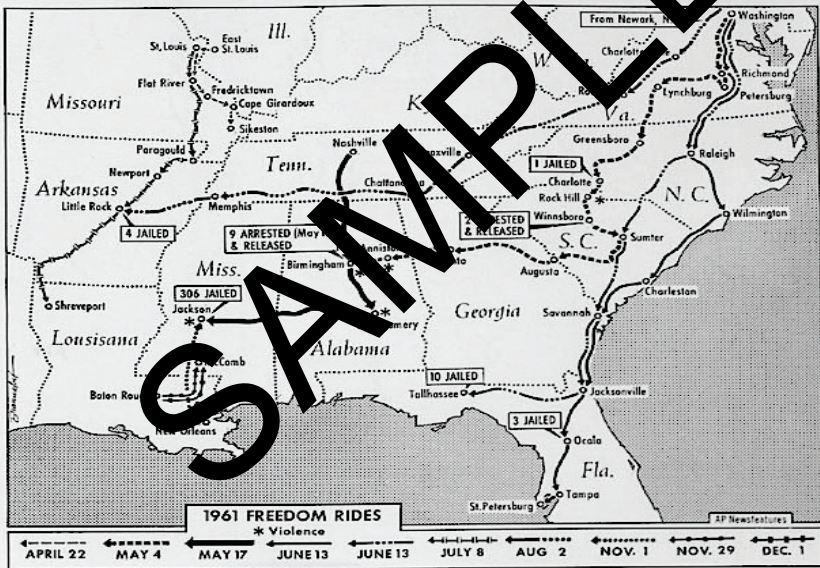 From Newark, N.
Washington
Ill.
East
St. Louis
St. Louis
W.
Charlotte
Flat River
Fredricktown
Cape Girardoux
Sikeston
Missouri
K
Va.
Lynchburg
Richmond
Petersburg
Greensboro
Paragould
Nashville
Tenn.
1 JAILED
Raleigh
Newport
Arkansas
Little Rock
Memphis
Charlotte
Rock Hill *
N. C.
Winnsboro
Wilmington
4 JAILED
9 ARRESTED (May
& RELEASED
& RELEASED
S. C.
Sumter
Miss.
Anniston
Birmingham * *
Augusta
306 JAILED
Jackson
*
Georgia
Charleston
Savannah
Shreveport
Lousisana
Alabama
*
10 JAILED
Tallhassee
Jacksonville
Baton
New Orleans
3 JAILED
Ocala
Fla.
Tampa
St. Petersburg
1961 FREEDOM RIDES
* Violence
AP Newsfeatures
APRIL 22 MAY 4 MAY 17 JUNE 13 JUNE 13 JULY 8 AUG 2 NOV. 1 NOV. 29 DEC. 1
SAMPLE